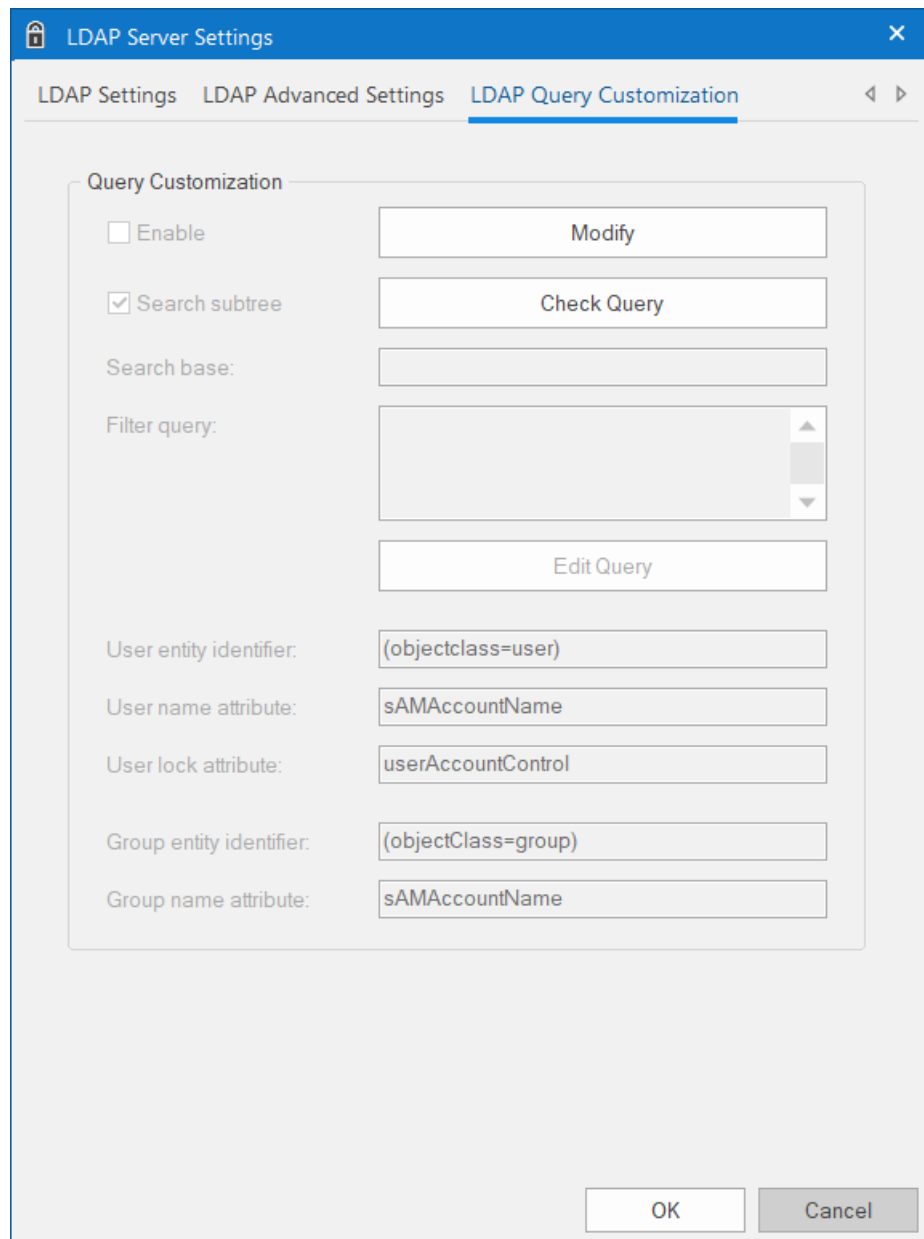 LDAP Server Settings
LDAP Settings LDAP Advanced Settings LDAP Query Customization
Query Customization
Enable Modify
Search subtree Check Query
Search base:
Filter query:
Edit Query
User entity identifier: (objectclass=user)
User name attribute: sAMAccountName
User lock attribute: userAccountControl
Group entity identifier: (objectClass=group)
Group name attribute: sAMAccountName
OK Cancel